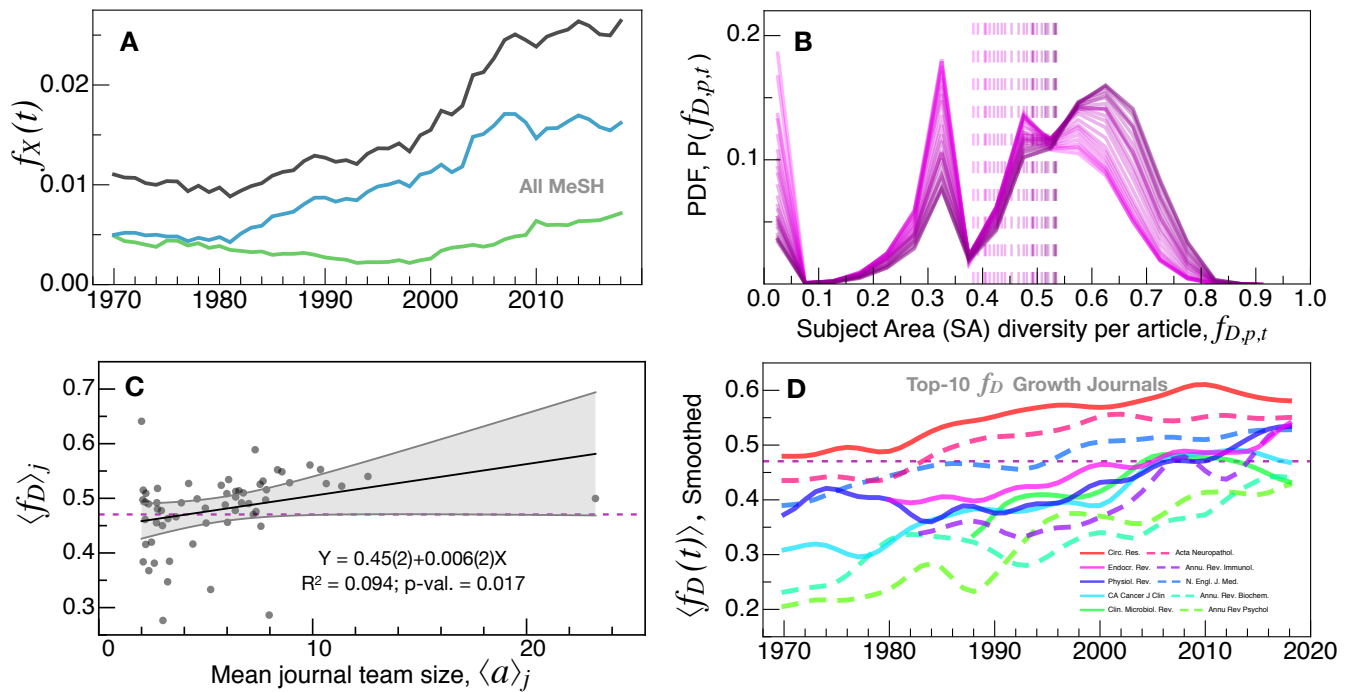 A
f_X(t)
0.02
0.01
0.00
All MeSH
1970 1980 1990 2000 2010
B
PDF, P(f_{D,p,t})
0.2
0.1
0.0 0.1 0.2 0.3 0.4 0.5 0.6 0.7 0.8 0.9 1.0
Subject Area (SA) diversity per article, f_{D,p,t}
C
⟨f_D⟩_j
0.7
0.6
0.5
0.4
0.3
Y = 0.45(2)+0.006(2)X
R² = 0.094; p-val. = 0.017
0 10 20
Mean journal team size, ⟨a⟩_j
D
Top-10 f_D Growth Journals
⟨f_D(t)⟩, Smoothed
0.6
0.5
0.4
0.3
0.2
Circ. Res. Acta Neuropathol.
Endocr. Rev. Annu. Rev. Immunol.
Physiol. Rev. N. Engl. J. Med.
CA Cancer J Clin Annu. Rev. Biochem.
Clin. Microbiol. Rev. Annu Rev Psychol
1970 1980 1990 2000 2010 2020